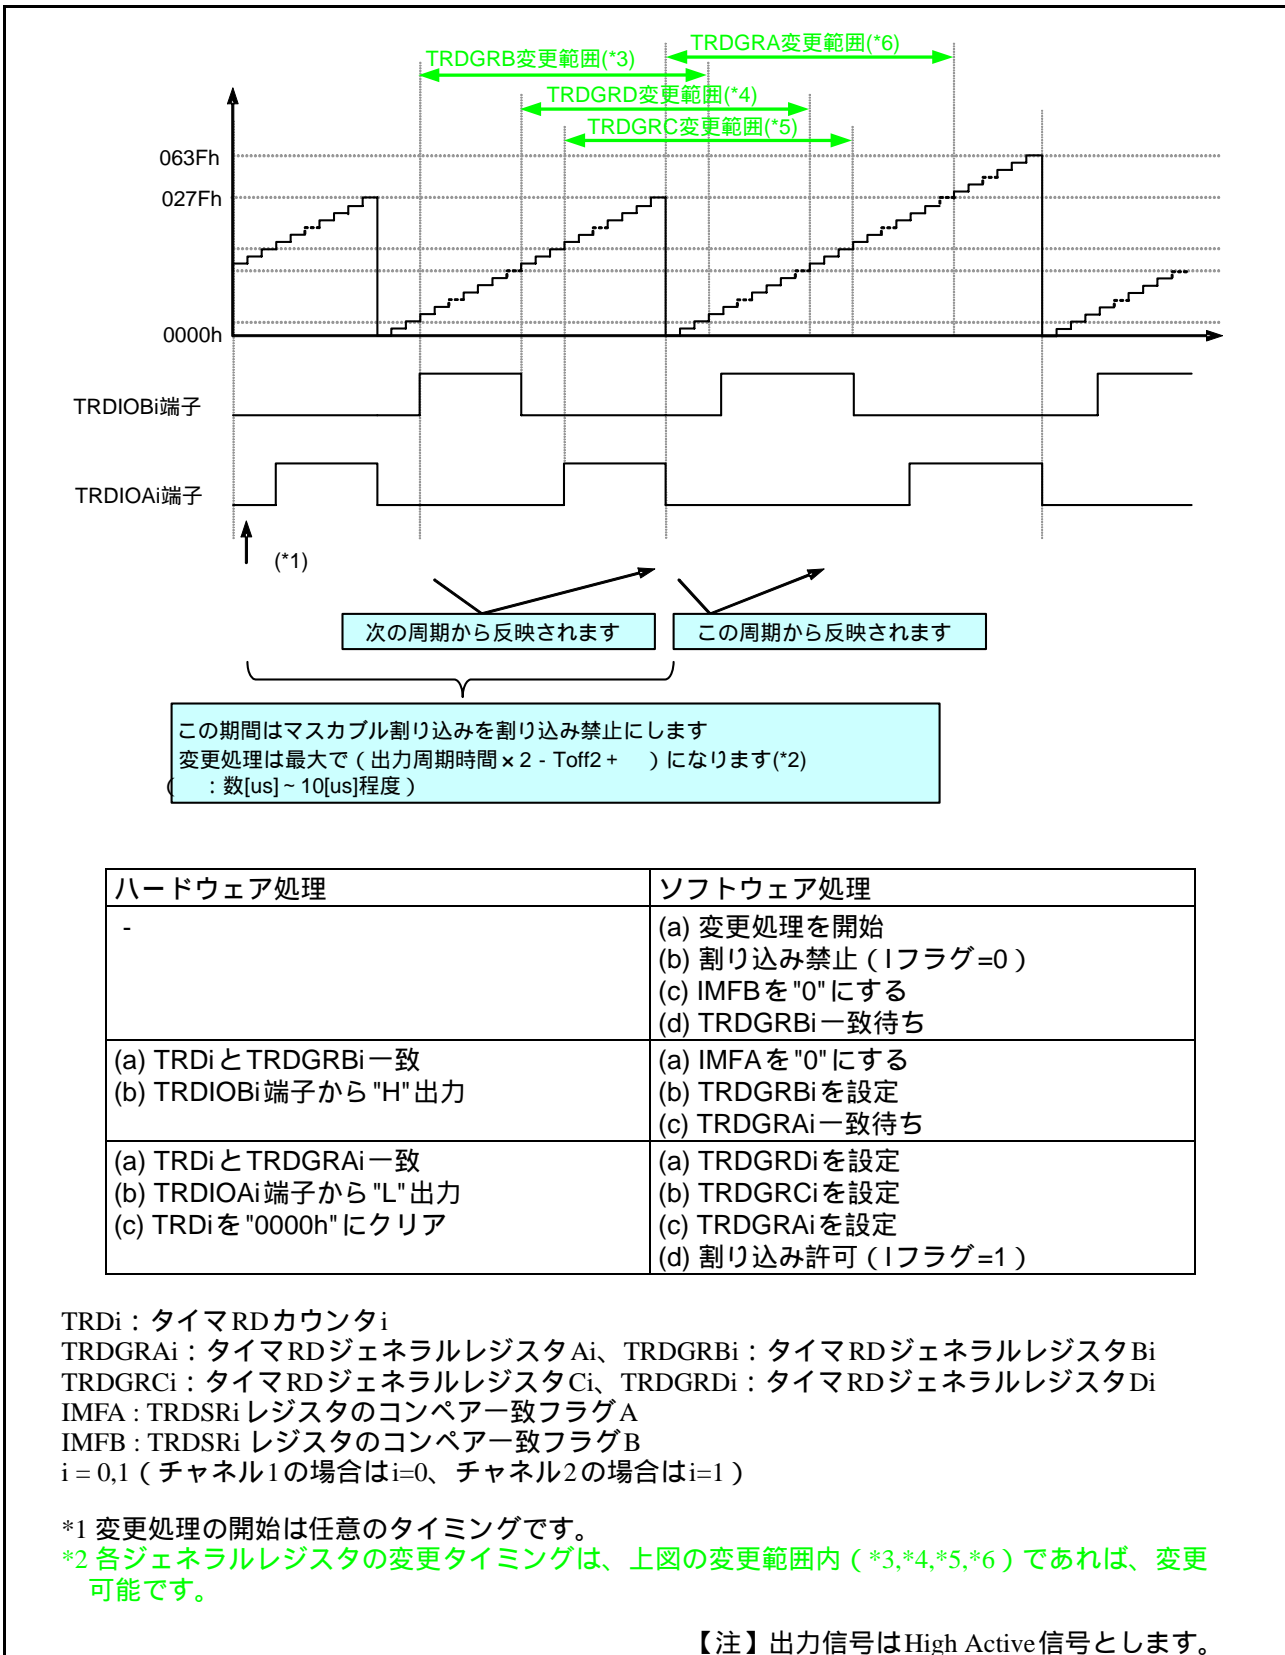 TRDGRB変更範囲(*3)
TRDGRA変更範囲(*6)
TRDGRD変更範囲(*4)
TRDGRC変更範囲(*5)
063Fh
027Fh
0000h
TRDIOBi端子
TRDIOAi端子
(*1)
次の周期から反映されます
この周期から反映されます
この期間はマスカブル割り込みを割り込み禁止にします
変更処理は最大で（出力周期時間×2 - Toff2 +　）になります(*2)
(　：数[us] ~ 10[us]程度）
ハードウェア処理
ソフトウェア処理
-
(a) 変更処理を開始
(b) 割り込み禁止（Iフラグ=0）
(c) IMFBを"0"にする
(d) TRDGRBi一致待ち
(a) TRDiとTRDGRBi一致
(b) TRDIOBi端子から"H"出力
(a) IMFAを"0"にする
(b) TRDGRBiを設定
(c) TRDGRAi一致待ち
(a) TRDiとTRDGRAi一致
(b) TRDIOAi端子から"L"出力
(c) TRDiを"0000h"にクリア
(a) TRDGRDiを設定
(b) TRDGRCiを設定
(c) TRDGRAiを設定
(d) 割り込み許可（Iフラグ=1）
TRDi：タイマRDカウンタi
TRDGRAi：タイマRDジェネラルレジスタAi、TRDGRBi：タイマRDジェネラルレジスタBi
TRDGRCi：タイマRDジェネラルレジスタCi、TRDGRDi：タイマRDジェネラルレジスタDi
IMFA : TRDSRiレジスタのコンペア一致フラグA
IMFB : TRDSRi レジスタのコンペア一致フラグB
i = 0,1（チャネル1の場合はi=0、チャネル2の場合はi=1）
*1 変更処理の開始は任意のタイミングです。
*2 各ジェネラルレジスタの変更タイミングは、上図の変更範囲内（*3,*4,*5,*6）であれば、変更
可能です。
【注】出力信号はHigh Active信号とします。